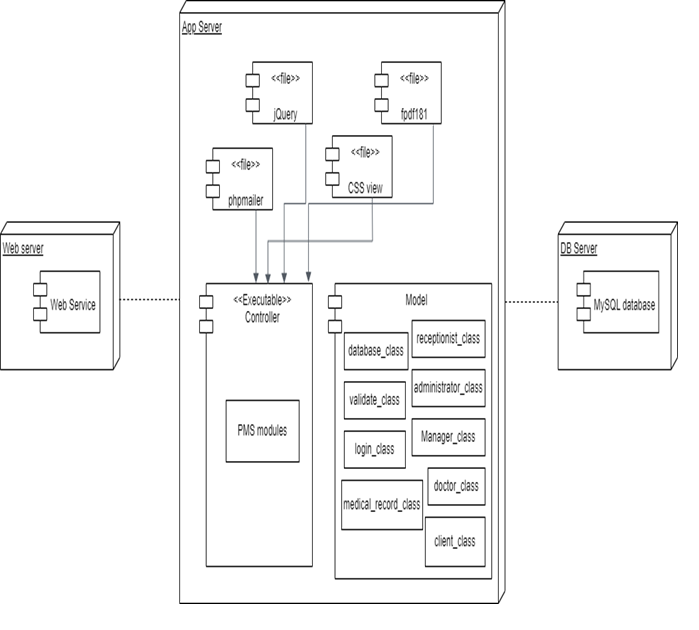 App Server
<<file>>
jQuery
<<file>>
fpdf181
<<file>>
phpmailer
<<file>>
CSS view
Web server
Web Service
<<Executable>>
Controller
PMS modules
Model
database_class
receptionist_class
validate_class
administrator_class
login_class
Manager_class
medical_record_class
doctor_class
client_class
DB Server
MySQL database